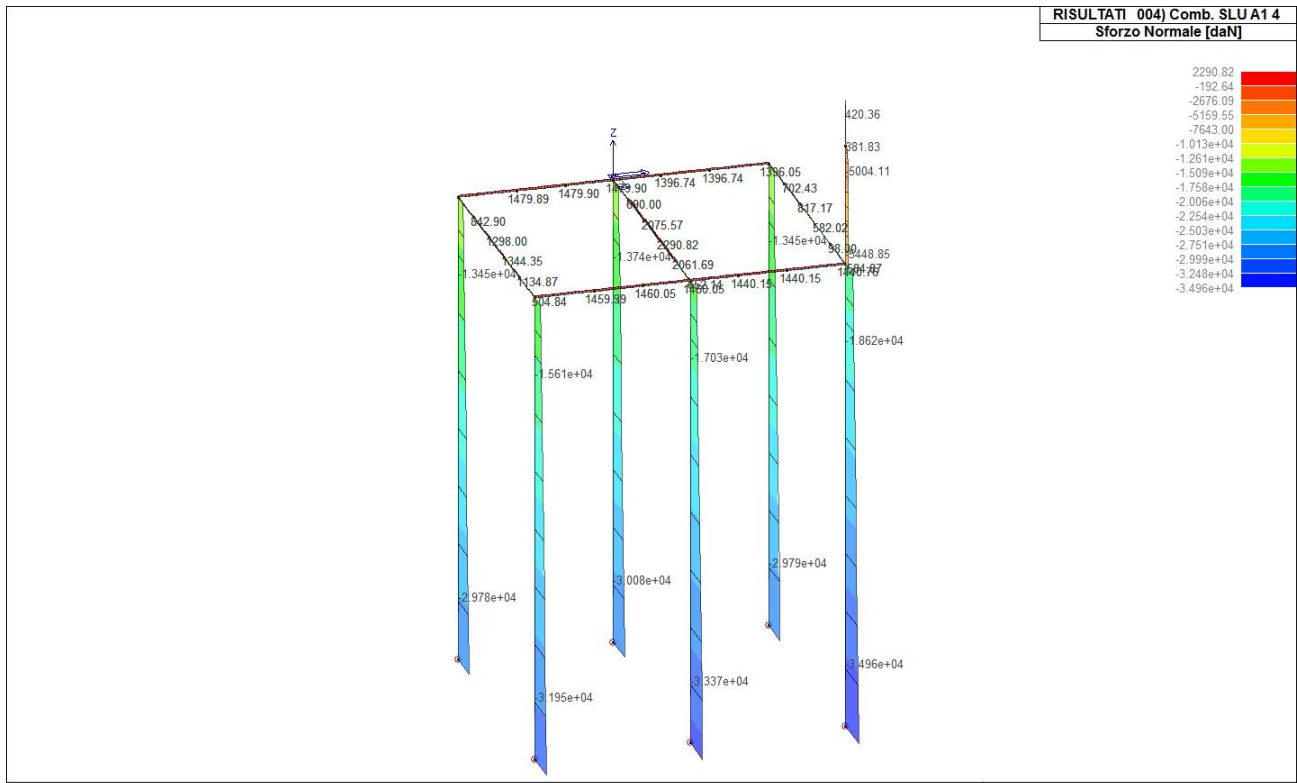 RISULTATI 004) Comb. SLU A1 4
Sforzo Normale [daN]
2290.82
-192.64
-2676.09
-5159.55
-7643.00
-1.013e+04
-1.261e+04
-1.509e+04
-1.758e+04
-2.006e+04
-2.254e+04
-2.503e+04
-2.751e+04
-2.999e+04
-3.248e+04
-3.496e+04
Z
420.36
381.83
5004.11
1479.89
1479.90
1396.74
1396.74
1396.05
690.00
702.43
842.90
2075.57
817.17
1298.00
2290.82
582.02
1344.35
-1.345e+04
-1.374e+04
2061.69
-1.345e+04
1134.87
504.84
1459.89
1460.05
1440.15
1440.15
-1.561e+04
-1.703e+04
-1.862e+04
-2.978e+04
-3.008e+04
-2.979e+04
-3.195e+04
-3.337e+04
-3.496e+04